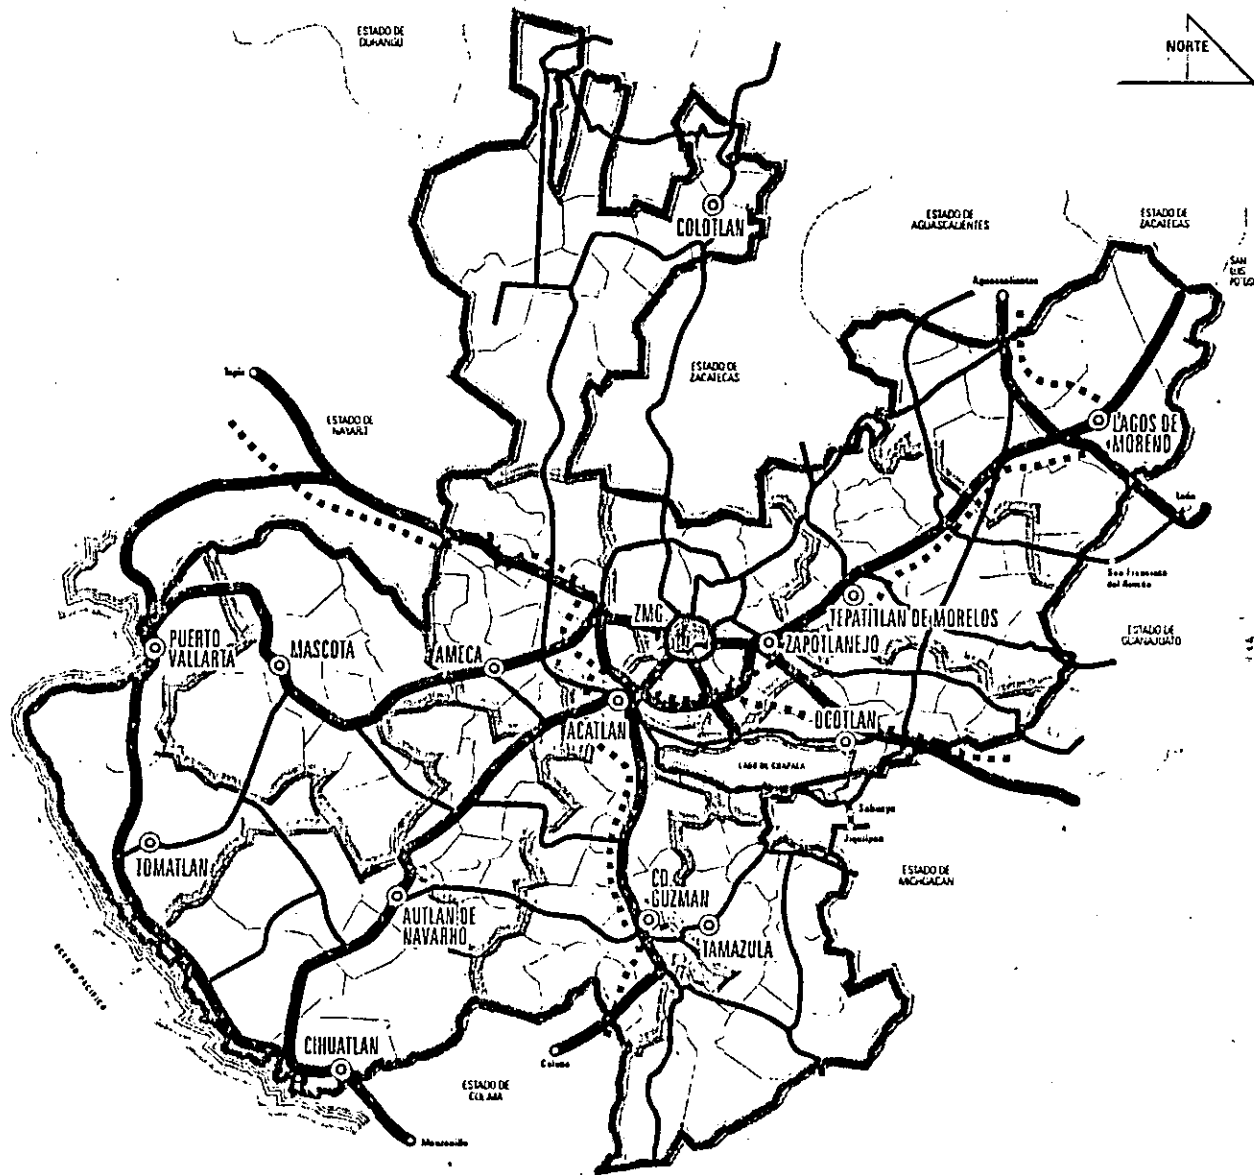 ESTADO DE
DURANGO
NORTE
COLOTLAN
ESTADO DE
AGUASCALIENTES
ESTADO DE
ZACATECAS
SAN
LUIS
POTOSI
Aguascalientes
Tepic
ESTADO DE
ZACATECAS
ESTADO DE
NAYARIT
LAGOS DE
MORENO
León
San Francisco
del Rincón
ZMG
TEPATITLAN DE MORELOS
ZAPOTLANEJO
ESTADO DE
GUANAJUATO
PUERTO
VALLARTA
MASCOTA
AMECA
ACATLAN
OCOTLAN
LAGO DE CHAPALA
Sahuayo
Jiquilpan
TOMATLAN
ESTADO DE
MICHOACAN
CD.
GUZMAN
AUTLAN DE
NAVARRO
TAMAZULA
OCEANO PACIFICO
CIHUATLAN
Colima
ESTADO DE
COLIMA
Manzanillo